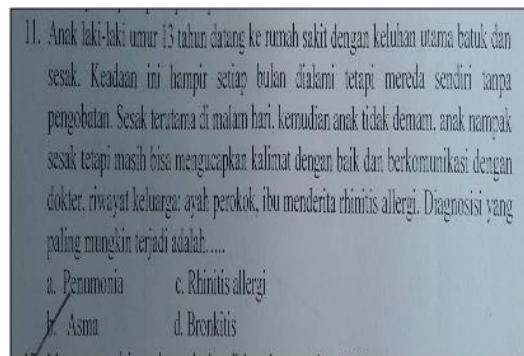 11. Anak laki-laki umur 13 tahun datang ke rumah sakit dengan keluhan utama batuk dan
sesak. Keadaan ini hampir setiap bulan dialami tetapi mereda sendiri tanpa
pengobatan. Sesak terutama di malam hari, kemudian anak tidak demam, anak nampak
sesak tetapi masih bisa mengucapkan kalimat dengan baik dan berkomunikasi dengan
dokter, riwayat keluarga: ayah perokok, ibu menderita rhinitis allergi. Diagnosisi yang
paling mungkin terjadi adalah.....
a. Penumonia c. Rhinitis allergi
b. Asma d. Bronkitis